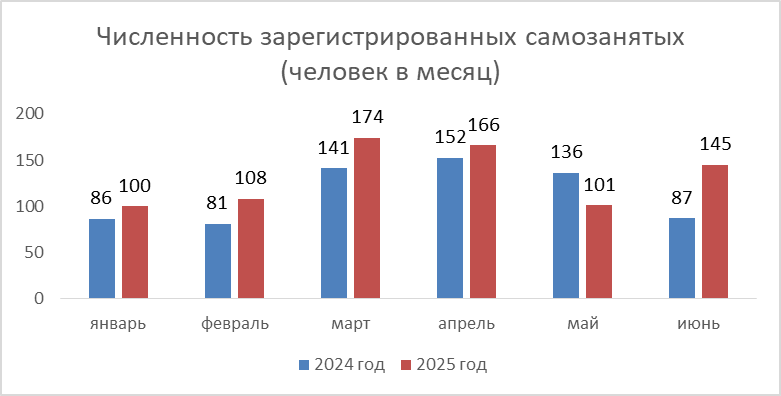 Численность зарегистрированных самозанятых
(человек в месяц)
200
150
100
50
0
86 100 81 108 141 174 152 166 136 101 87 145
январь февраль март апрель май июнь
2024 год 2025 год